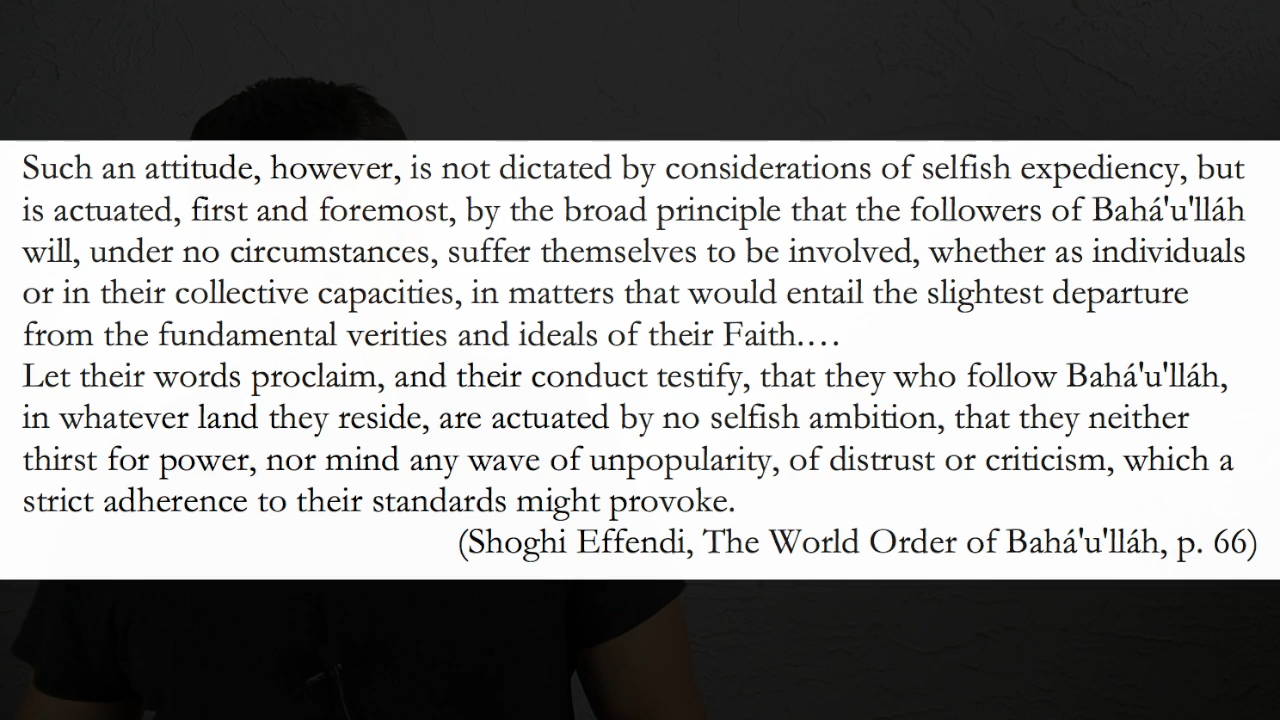 Such an attitude, however, is not dictated by considerations of selfish expediency, but
is actuated, first and foremost, by the broad principle that the followers of Bahá'u'lláh
will, under no circumstances, suffer themselves to be involved, whether as individuals
or in their collective capacities, in matters that would entail the slightest departure
from the fundamental verities and ideals of their Faith.…
Let their words proclaim, and their conduct testify, that they who follow Bahá'u'lláh,
in whatever land they reside, are actuated by no selfish ambition, that they neither
thirst for power, nor mind any wave of unpopularity, of distrust or criticism, which a
strict adherence to their standards might provoke.
(Shoghi Effendi, The World Order of Bahá'u'lláh, p. 66)